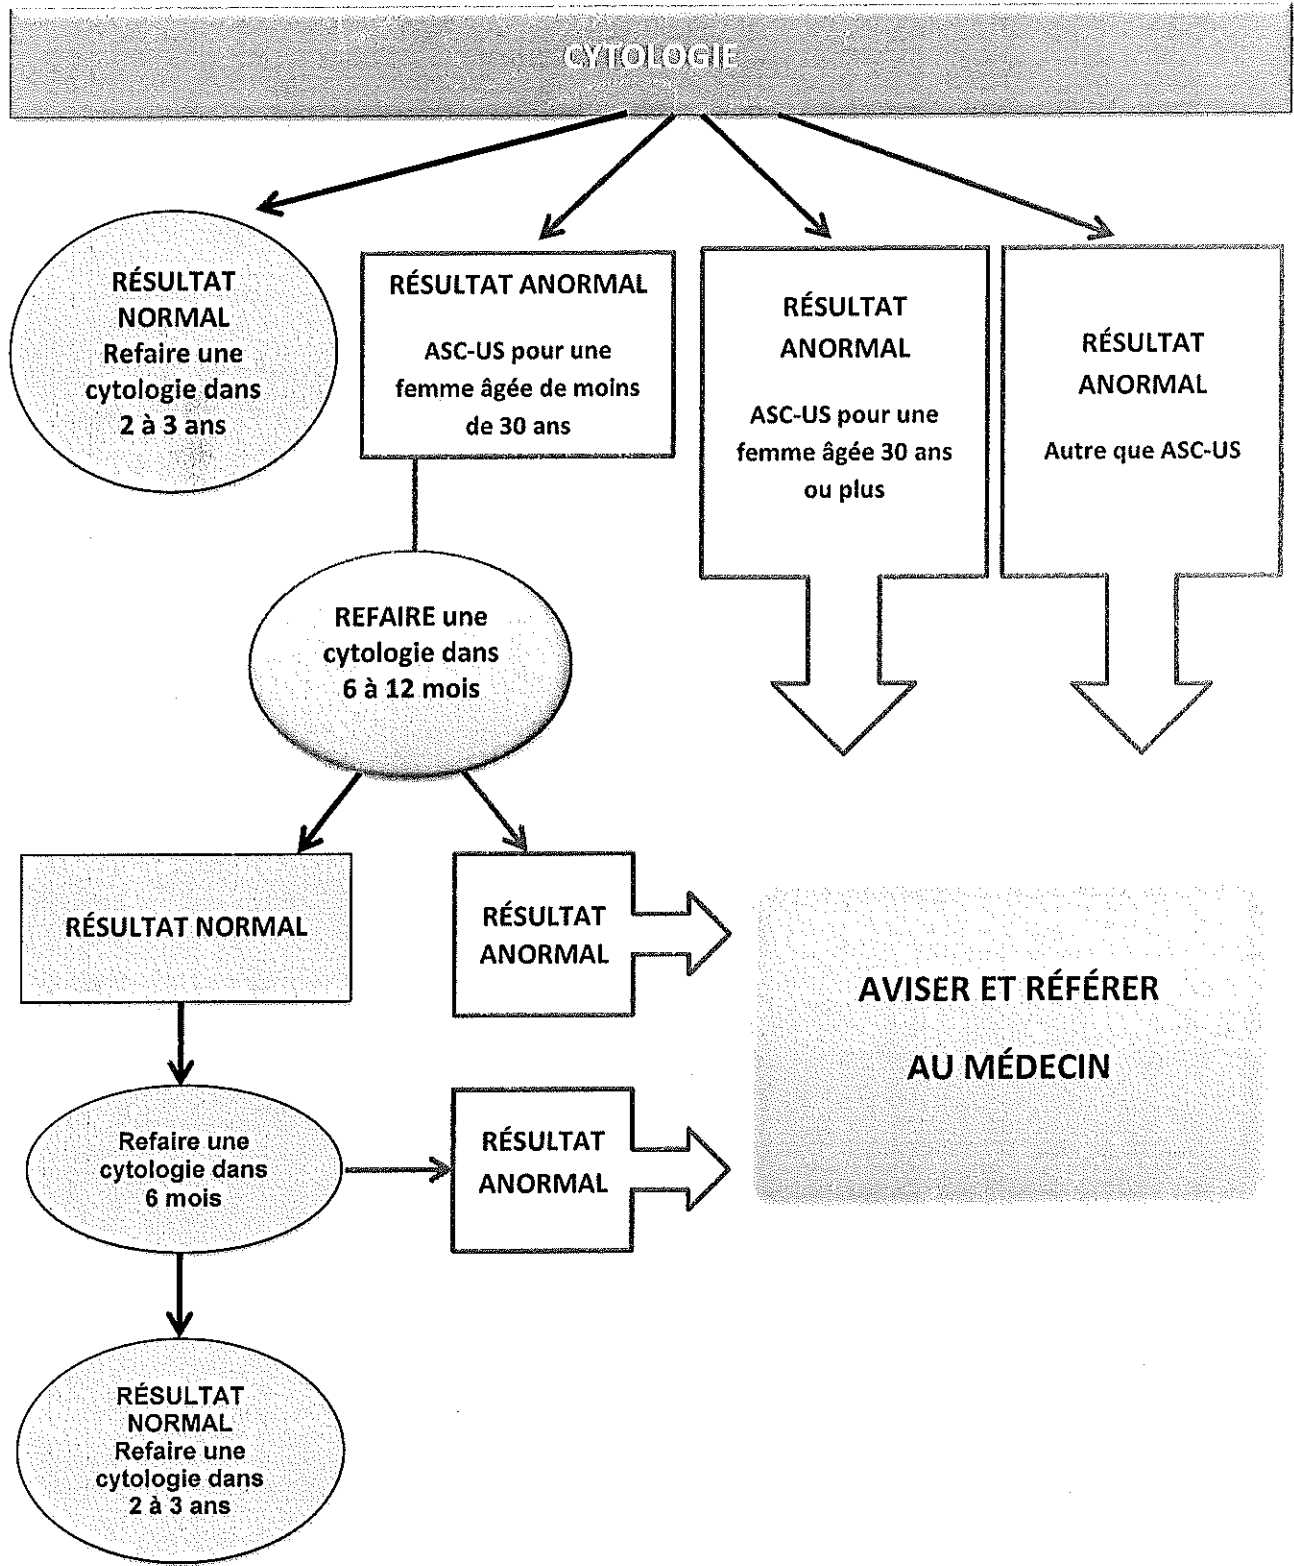 CYTOLOGIE
RÉSULTAT
NORMAL
Refaire une
cytologie dans
2 à 3 ans
RÉSULTAT ANORMAL
ASC-US pour une
femme âgée de moins
de 30 ans
RÉSULTAT
ANORMAL
ASC-US pour une
femme âgée 30 ans
ou plus
RÉSULTAT
ANORMAL
Autre que ASC-US
REFAIRE une
cytologie dans
6 à 12 mois
RÉSULTAT NORMAL
RÉSULTAT
ANORMAL
AVISER ET RÉFÉRER
AU MÉDECIN
Refaire une
cytologie dans
6 mois
RÉSULTAT
ANORMAL
RÉSULTAT
NORMAL
Refaire une
cytologie dans
2 à 3 ans